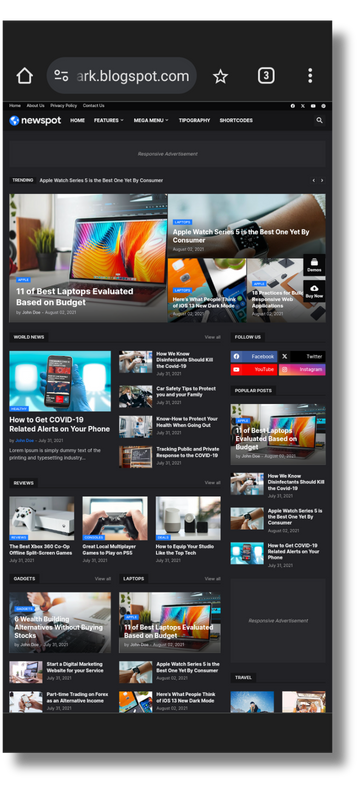 ark.blogspot.com
3
Home About Us Privacy Policy Contact Us
newspot HOME FEATURES MEGA MENU TIPOGRAPHY SHORTCODES
Responsive Advertisement
TRENDING Apple Watch Series 5 is the Best One Yet By Consumer
APPLE
11 of Best Laptops Evaluated
Based on Budget
by John Doe - August 02, 2021
LAPTOPS
Apple Watch Series 5 is the Best One Yet By
Consumer
August 02, 2021
LAPTOPS
Here's What People Think
of iOS 13 New Dark Mode
August 02, 2021
APPLE
18 Practices for Buil
Responsive Web
Applications
August 02, 2021
Demos
Buy Now
WORLD NEWS View all
HEALTHY
How to Get COVID-19
Related Alerts on Your Phone
by John Doe - July 31, 2021
Lorem Ipsum is simply dummy text of the
printing and typesetting industry...
How We Know
Disinfectants Should Kill
the Covid-19
July 31, 2021
Car Safety Tips to Protect
you and your Family
July 31, 2021
Know-How to Protect Your
Health When Going Out
July 31, 2021
Tracking Public and Private
Response to the COVID-19
July 31, 2021
FOLLOW US
Facebook Twitter
YouTube Instagram
POPULAR POSTS
APPLE
11 of Best Laptops
Evaluated Based on
Budget
by John Doe - August 02, 2021
How We Know
Disinfectants Should Kill
the Covid-19
July 31, 2021
Apple Watch Series 5 is
the Best One Yet By
Consumer
August 02, 2021
How to Get COVID-19
Related Alerts on Your
Phone
July 31, 2021
REVIEWS View all
REVIEWS
The Best Xbox 360 Co-Op
Offline Split-Screen Games
July 31, 2021
Great Local Multiplayer
Games to Play on PS5
July 31, 2021
How to Equip Your Studio
Like the Top Tech
July 31, 2021
GADGETS View all
GADGETS
6 Wealth Building
Alternatives Without Buying
Stocks
by John Doe - July 31, 2021
Start a Digital Marketing
Website for your Service
July 31, 2021
Part-time Trading on Forex
as an Alternative Income
July 31, 2021
LAPTOPS View all
APPLE
11 of Best Laptops Evaluated
Based on Budget
by John Doe - August 02, 2021
Apple Watch Series 5 is the
Best One Yet By Consumer
August 02, 2021
Here's What People Think
of iOS 13 New Dark Mode
August 02, 2021
Responsive Advertisement
TRAVEL